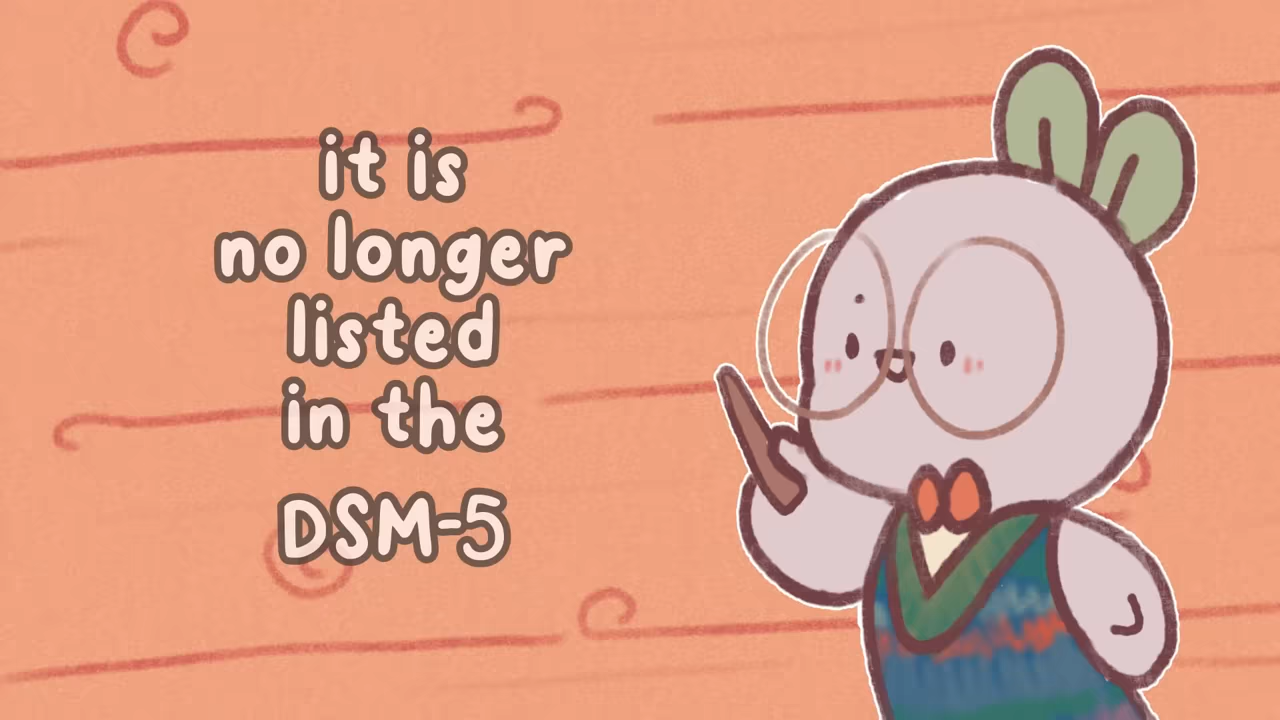 it is
no longer
listed
in the
DSM-5